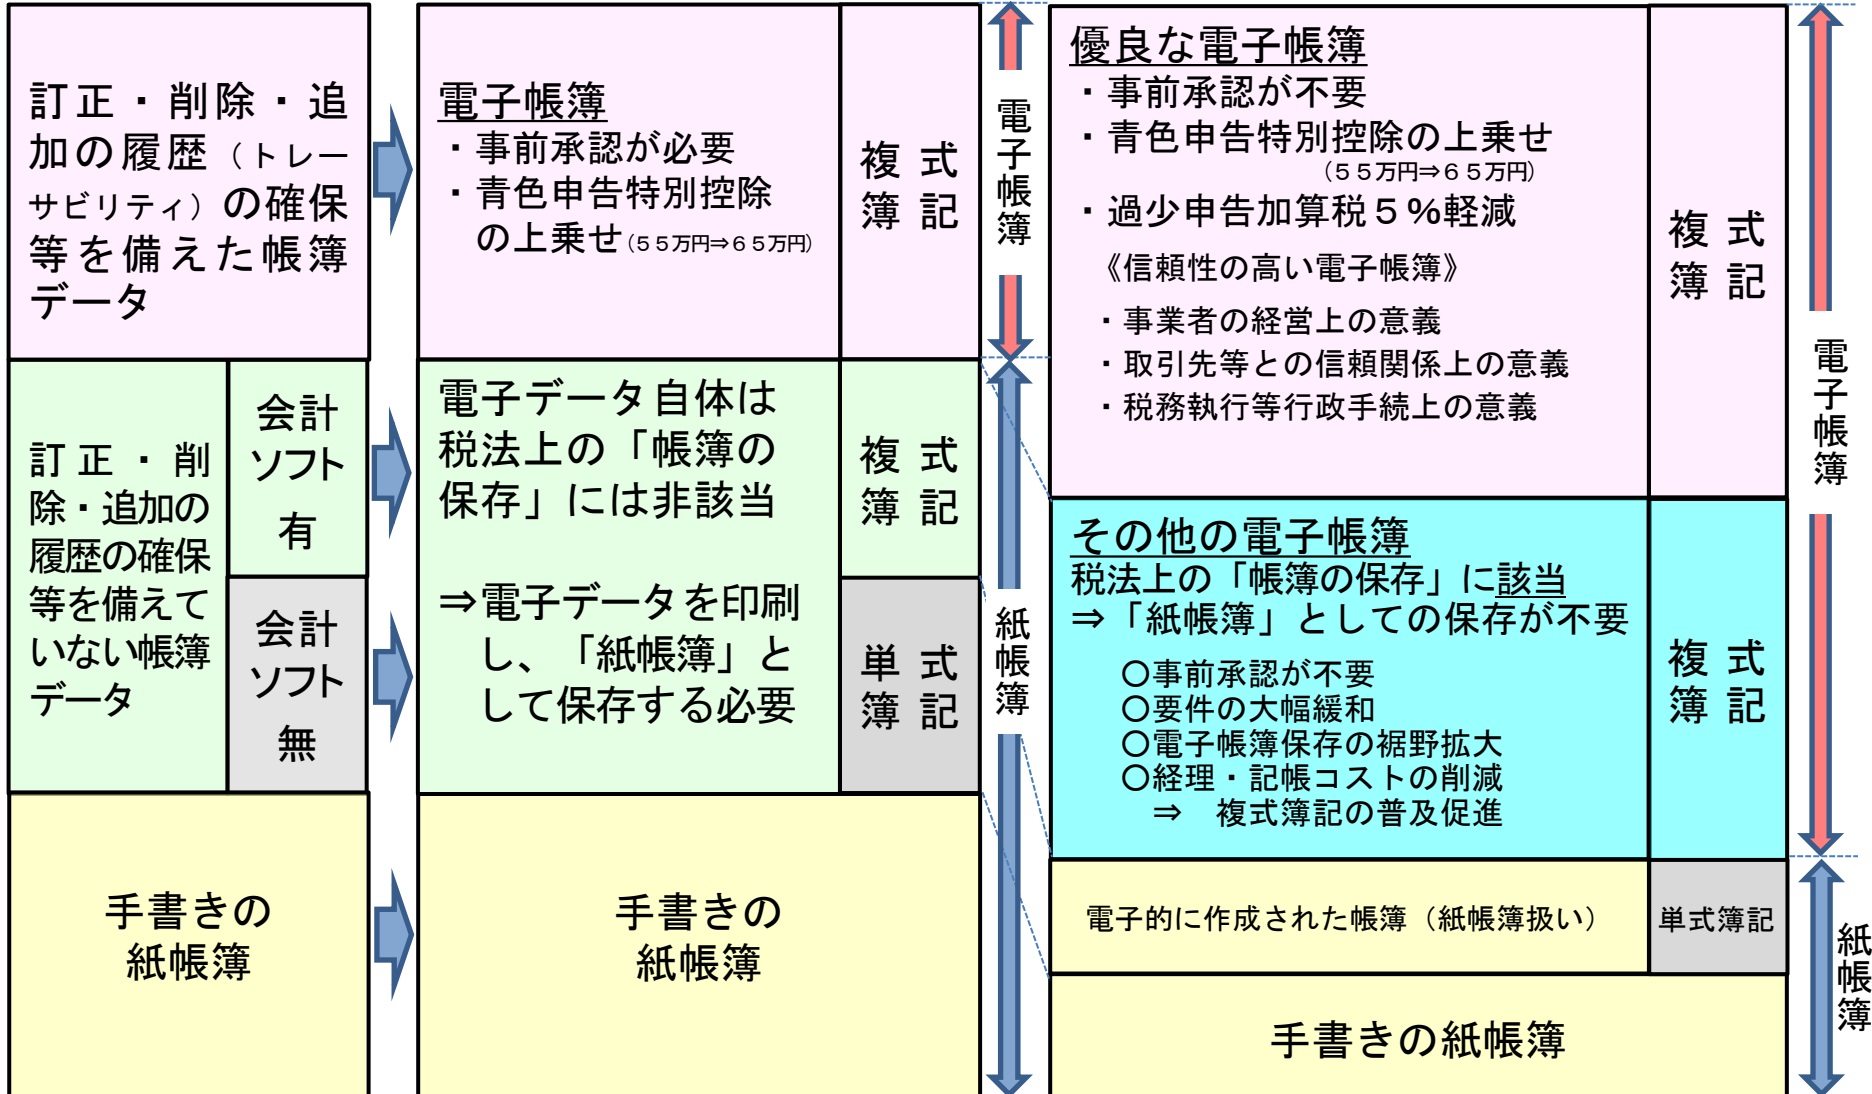 訂正・削除・追
加の履歴（トレー
サビリティ）の確保
等を備えた帳簿
データ
訂正・削
除・追加の
履歴の確保
等を備えて
いない帳簿
データ
会計
ソフト
有
会計
ソフト
無
手書きの
紙帳簿
電子帳簿
・事前承認が必要
・青色申告特別控除
の上乗せ（５５万円⇒６５万円）
複式
簿記
電子データ自体は
税法上の「帳簿の
保存」には非該当
⇒電子データを印刷
し、「紙帳簿」と
して保存する必要
複式
簿記
単式
簿記
手書きの
紙帳簿
電子帳簿
紙帳簿
優良な電子帳簿
・事前承認が不要
・青色申告特別控除の上乗せ
（５５万円⇒６５万円）
・過少申告加算税５％軽減
《信頼性の高い電子帳簿》
・事業者の経営上の意義
・取引先等との信頼関係上の意義
・税務執行等行政手続上の意義
複式
簿記
その他の電子帳簿
税法上の「帳簿の保存」に該当
⇒「紙帳簿」としての保存が不要
〇事前承認が不要
〇要件の大幅緩和
〇電子帳簿保存の裾野拡大
〇経理・記帳コストの削減
⇒　複式簿記の普及促進
複式
簿記
電子的に作成された帳簿（紙帳簿扱い）
単式簿記
手書きの紙帳簿
電子帳簿
紙帳簿